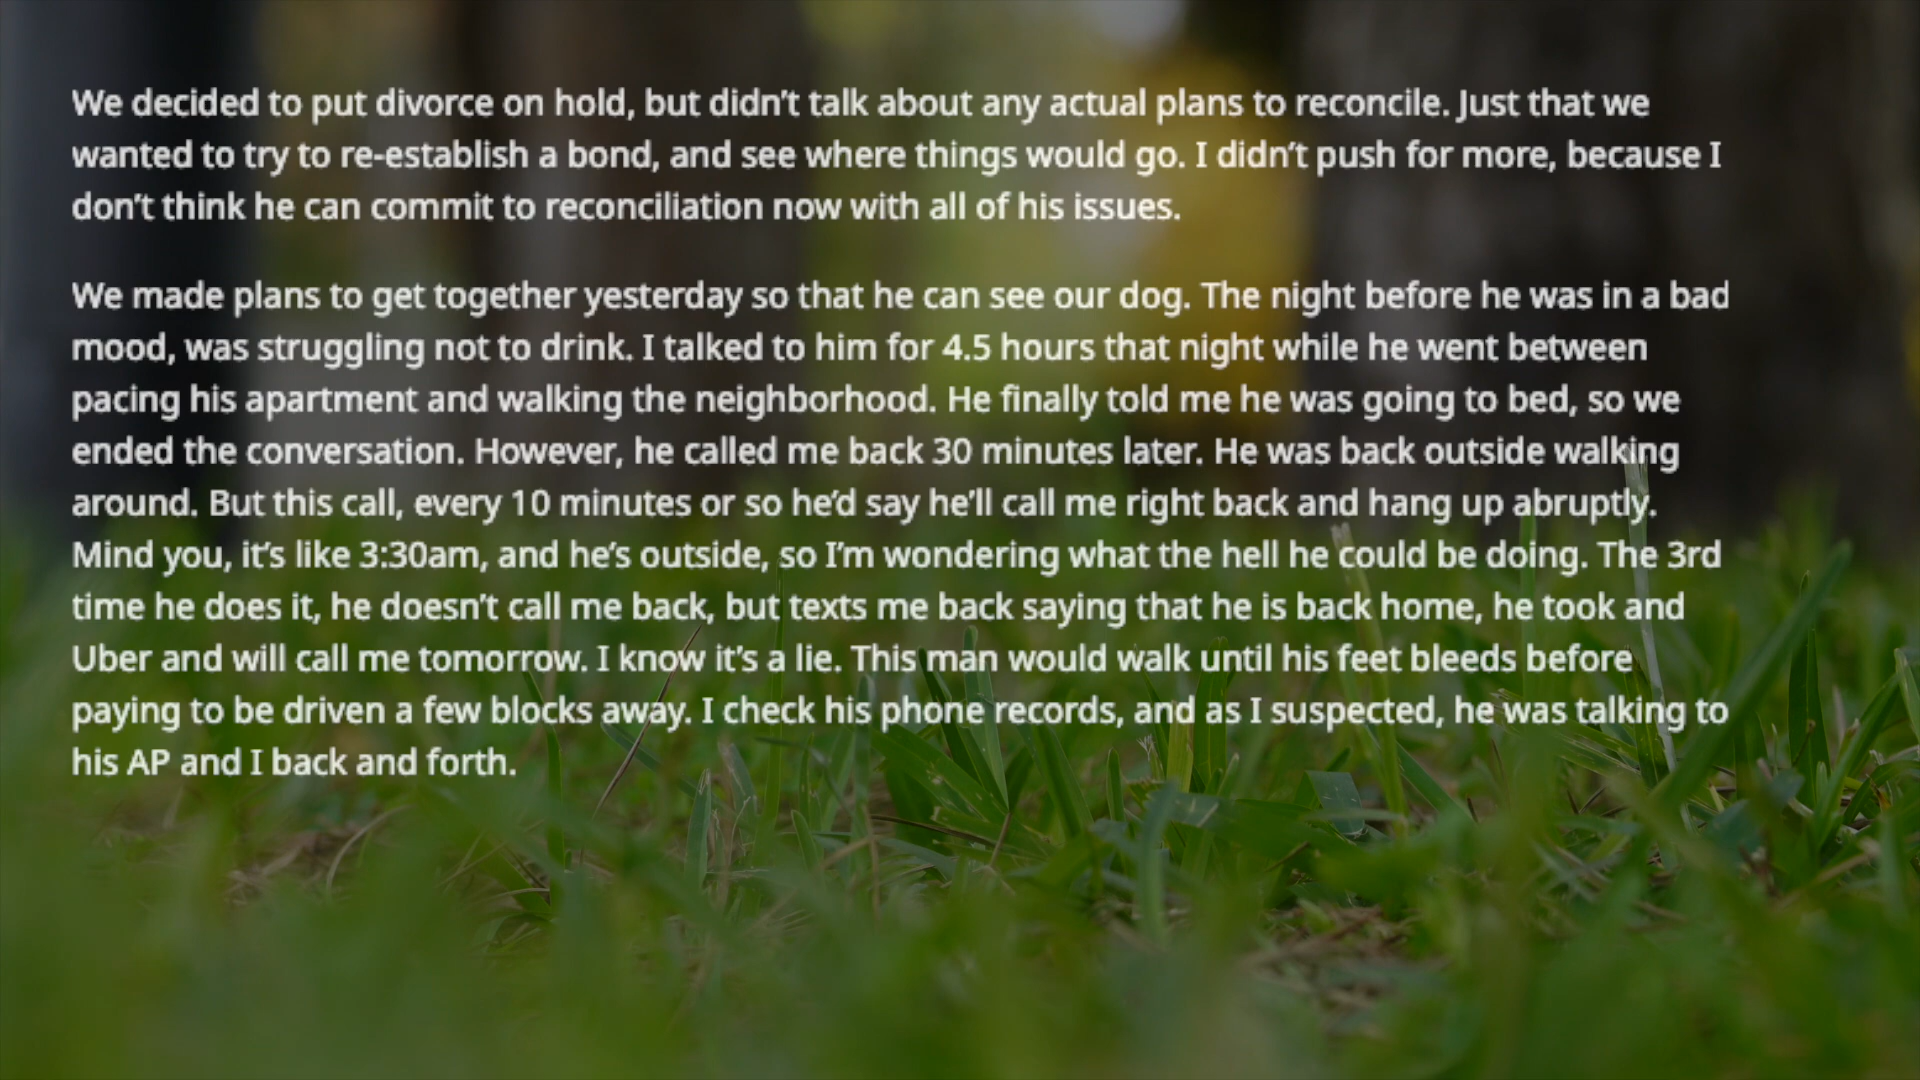 We decided to put divorce on hold, but didn’t talk about any actual plans to reconcile. Just that we
wanted to try to re-establish a bond, and see where things would go. I didn’t push for more, because I
don’t think he can commit to reconciliation now with all of his issues.
We made plans to get together yesterday so that he can see our dog. The night before he was in a bad
mood, was struggling not to drink. I talked to him for 4.5 hours that night while he went between
pacing his apartment and walking the neighborhood. He finally told me he was going to bed, so we
ended the conversation. However, he called me back 30 minutes later. He was back outside walking
around. But this call, every 10 minutes or so he’d say he’ll call me right back and hang up abruptly.
Mind you, it’s like 3:30am, and he’s outside, so I’m wondering what the hell he could be doing. The 3rd
time he does it, he doesn’t call me back, but texts me back saying that he is back home, he took and
Uber and will call me tomorrow. I know it’s a lie. This man would walk until his feet bleeds before
paying to be driven a few blocks away. I check his phone records, and as I suspected, he was talking to
his AP and I back and forth.